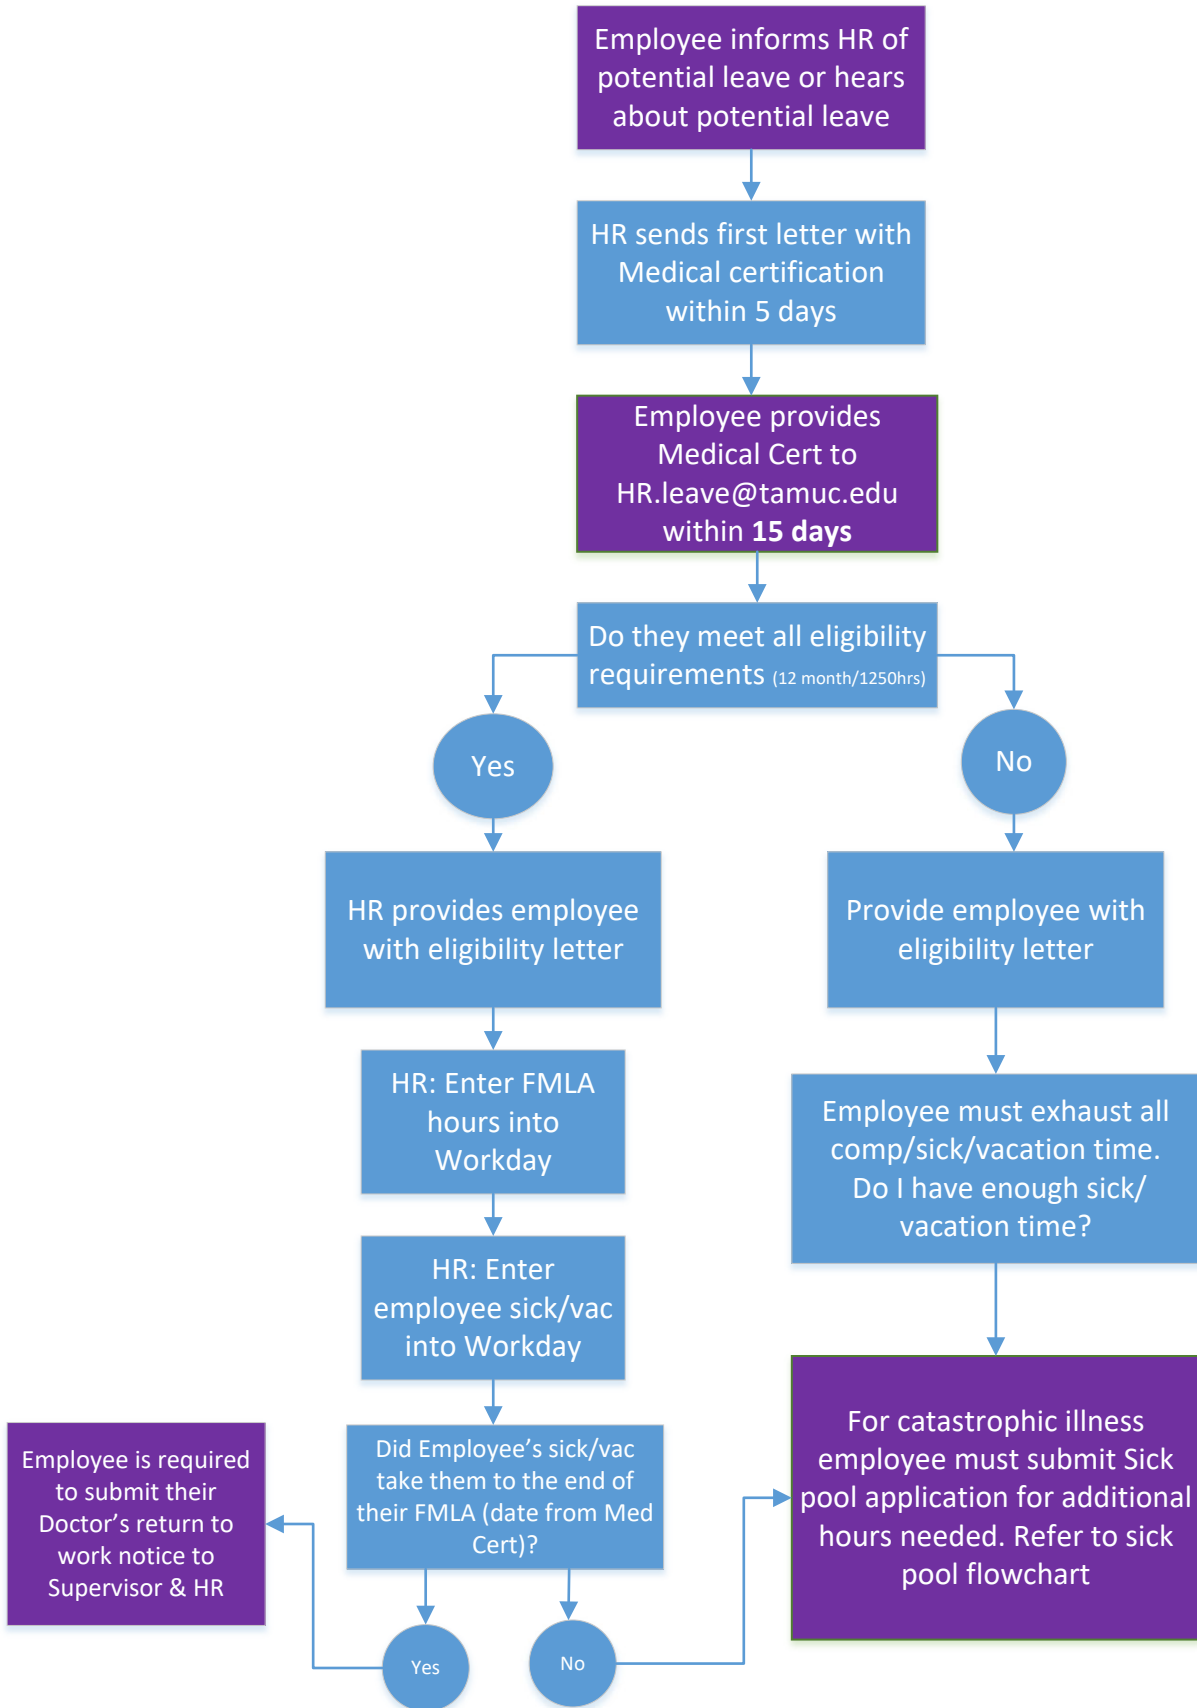 Employee informs HR of
potential leave or hears
about potential leave
HR sends first letter with
Medical certification
within 5 days
Employee provides
Medical Cert to
HR.leave@tamuc.edu
within 15 days
Do they meet all eligibility
requirements (12 month/1250hrs)
Yes
No
HR provides employee
with eligibility letter
Provide employee with
eligibility letter
HR: Enter FMLA
hours into
Workday
Employee must exhaust all
comp/sick/vacation time.
Do I have enough sick/
vacation time?
HR: Enter
employee sick/vac
into Workday
For catastrophic illness
employee must submit Sick
pool application for additional
hours needed. Refer to sick
pool flowchart
Did Employee’s sick/vac
take them to the end of
their FMLA (date from Med
Cert)?
Employee is required
to submit their
Doctor’s return to
work notice to
Supervisor & HR
Yes
No